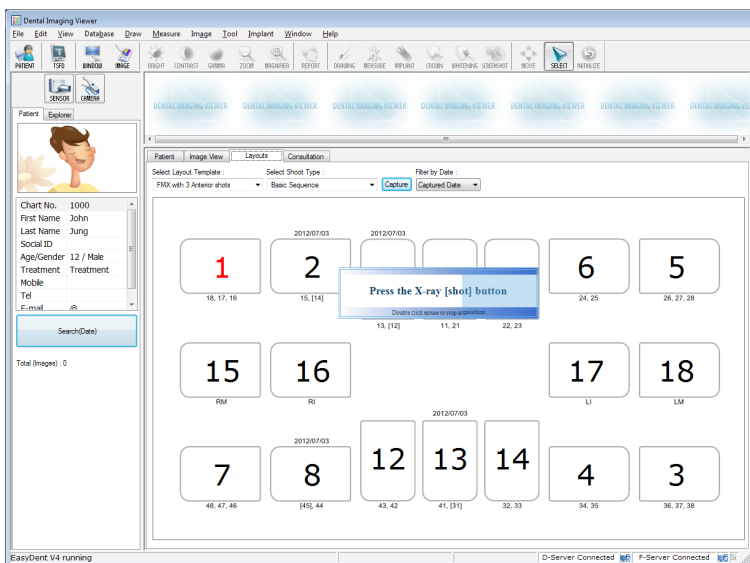 Dental Imaging Viewer
File Edit View Database Draw Measure Image Tool Implant Window Help
PATIENT TSFD WINDOW IMAGE BRIGHT CONTRAST GAMMA ZOOM MAGNIFIER REPORT DRAWING MEASURE IMPLANT CROWN WHITENING SCREENSHOT MOVE SELECT INITIALIZE
SENSOR CAMERA
Patient Explorer
DENTAL IMAGING VIEWER DENTAL IMAGING VIEWER DENTAL IMAGING VIEWER DENTAL IMAGING VIEWER DENTAL IMAGING VIEWER DENTAL IMAGING VIEWER DENTAL IMAGING
Patient Image View Layouts Consultation
Select Layout Template : Select Shoot Type : Filter by Date :
FMX with 3 Anterior shots Basic Sequence Capture Captured Date
Chart No. 1000
First Name John
Last Name Jung
Social ID
Age/Gender 12 / Male
Treatment Treatment
Mobile
Tel
E-mail @
Search(Date)
Total (Images) : 0
2012/07/03 2012/07/03
1 2 6 5
Press the X-ray [shot] button
Double click mouse to stop acquisition
18, 17, 16 15, [14] 24, 25 26, 27, 28
13, [12] 11, 21 22, 23
15 16 17 18
RM RI LI LM
2012/07/03
2012/07/03
12 13 14
7 8 4 3
48, 47, 46 [45], 44 43, 42 41, [31] 32, 33 34, 35 36, 37, 38
EasyDent V4 running D-Server Connected F-Server Connected